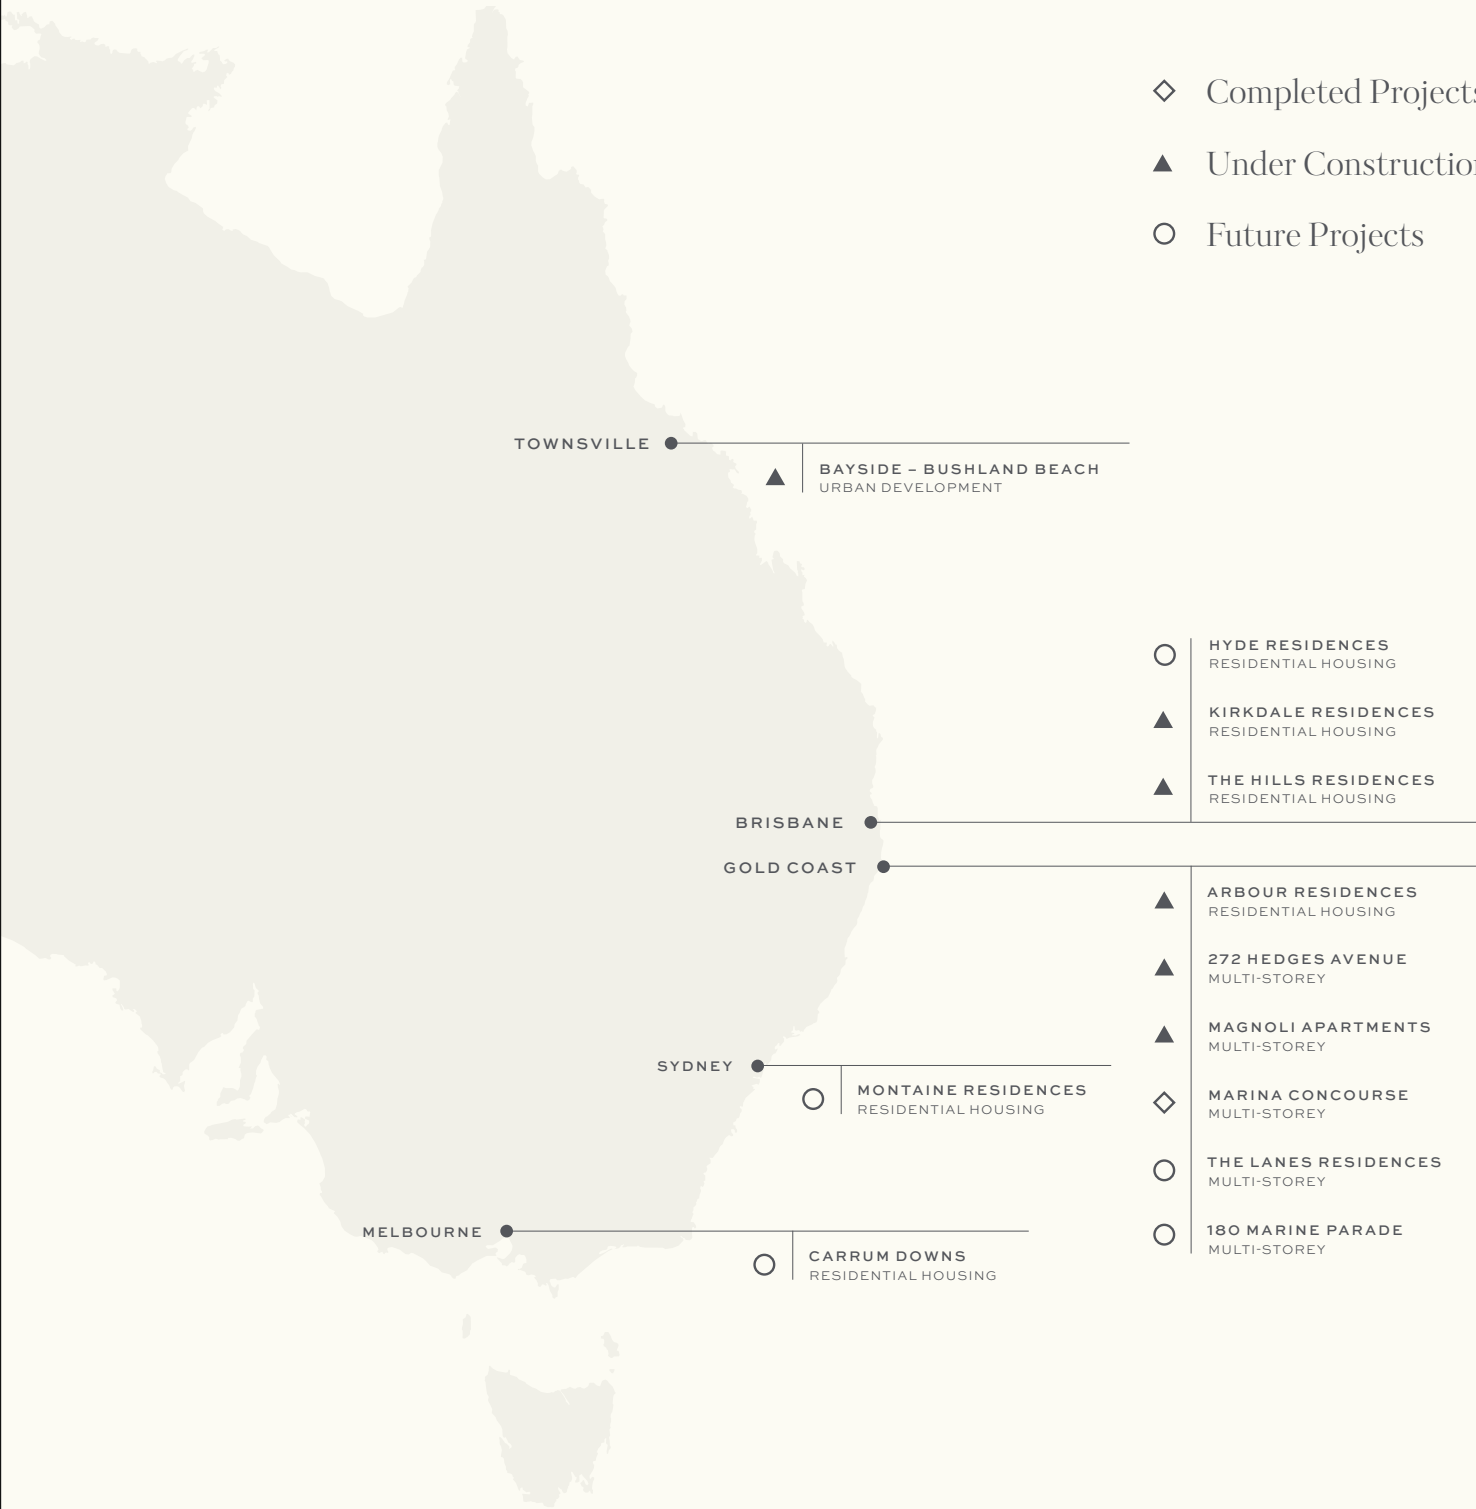 Completed Projects
Under Construction
Future Projects
TOWNSVILLE
BAYSIDE – BUSHLAND BEACH
URBAN DEVELOPMENT
HYDE RESIDENCES
RESIDENTIAL HOUSING
KIRKDALE RESIDENCES
RESIDENTIAL HOUSING
THE HILLS RESIDENCES
RESIDENTIAL HOUSING
BRISBANE
GOLD COAST
ARBOUR RESIDENCES
RESIDENTIAL HOUSING
272 HEDGES AVENUE
MULTI-STOREY
MAGNOLI APARTMENTS
MULTI-STOREY
MARINA CONCOURSE
MULTI-STOREY
THE LANES RESIDENCES
MULTI-STOREY
180 MARINE PARADE
MULTI-STOREY
SYDNEY
MONTAINE RESIDENCES
RESIDENTIAL HOUSING
MELBOURNE
CARRUM DOWNS
RESIDENTIAL HOUSING